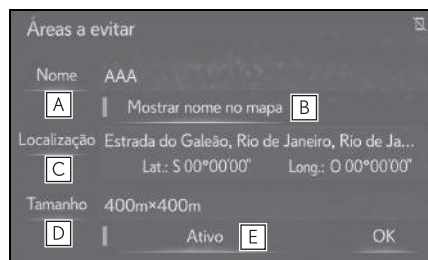 Áreas a evitar
Nome AAA
A Mostrar nome no mapa B
Localização Estrada do Galeão, Rio de Janeiro, Rio de Ja...
C Lat.: S 00°00'00" Long.: O 00°00'00"
Tamanho 400m×400m
D Ativo E OK